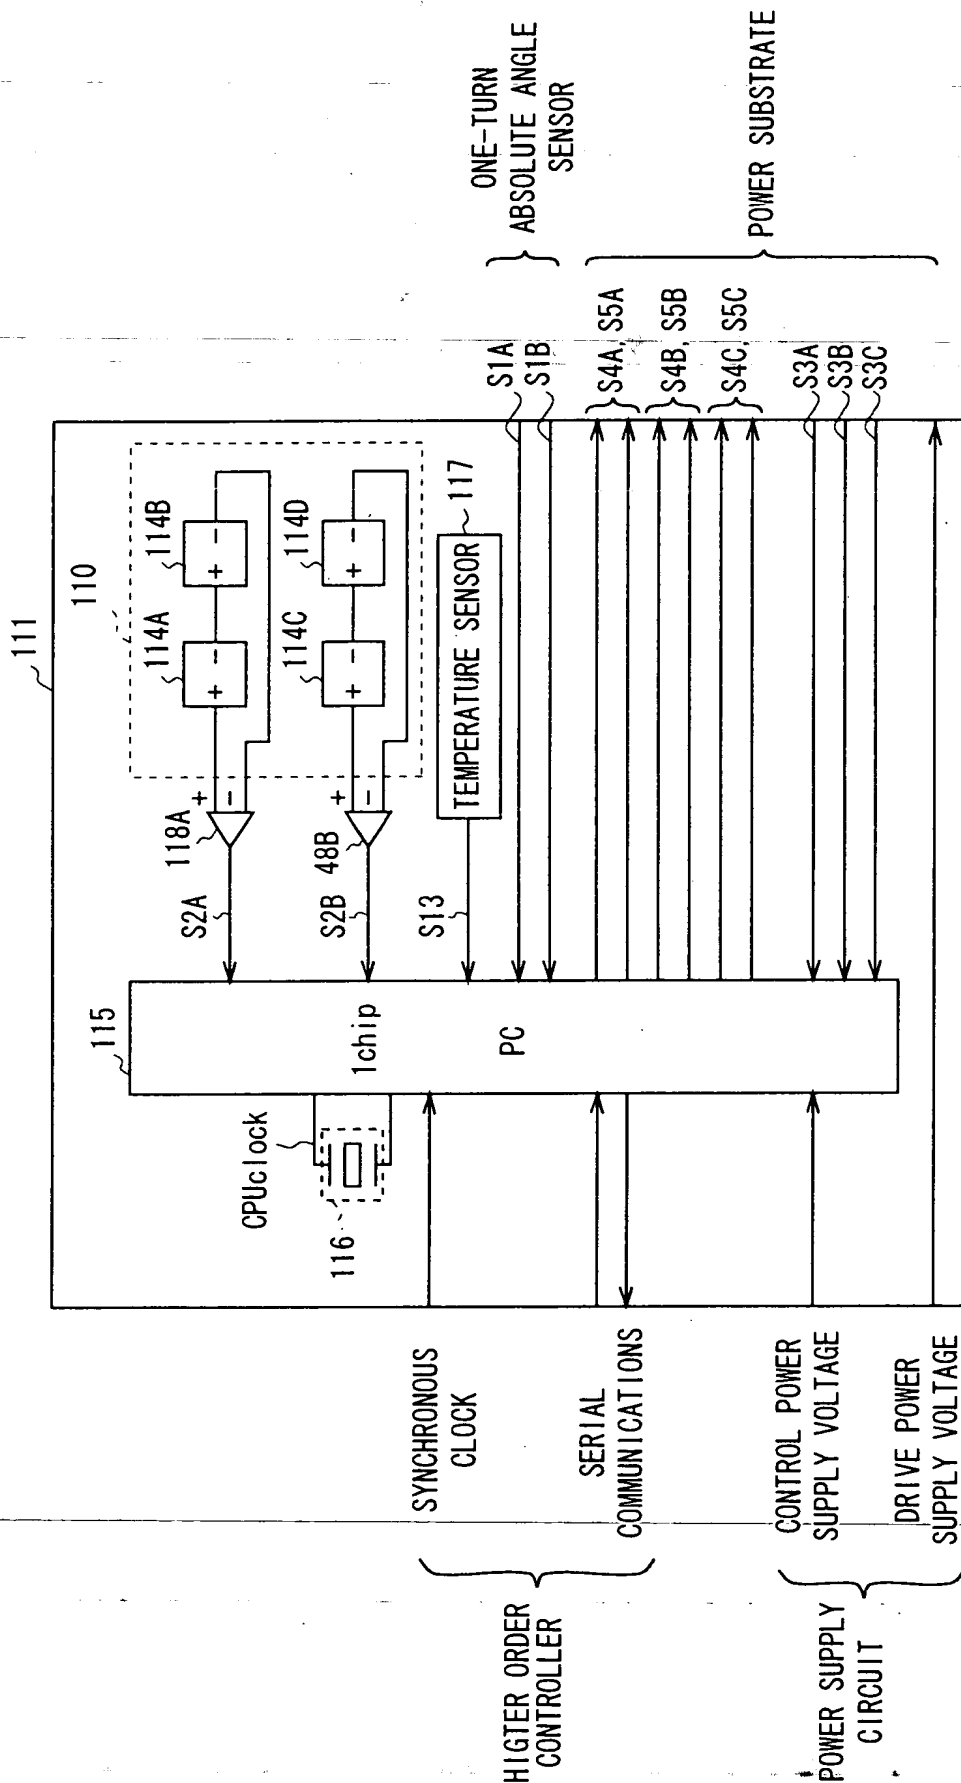 111
110
114A
114B
118A
S2A
114C
114D
48B
S2B
117
TEMPERATURE SENSOR
S13
115
1chip
PC
CPUclock
116
S1A
S1B
ONE-TURN
ABSOLUTE ANGLE
SENSOR
S4A, S5A
S4B, S5B
S4C, S5C
S3A
S3B
S3C
POWER SUBSTRATE
SYNCHRONOUS
CLOCK
SERIAL
COMMUNICATIONS
HIGTER ORDER
CONTROLLER
CONTROL POWER
SUPPLY VOLTAGE
DRIVE POWER
SUPPLY VOLTAGE
POWER SUPPLY
CIRCUIT
+ -
+ - + -
+ -
+ - + -